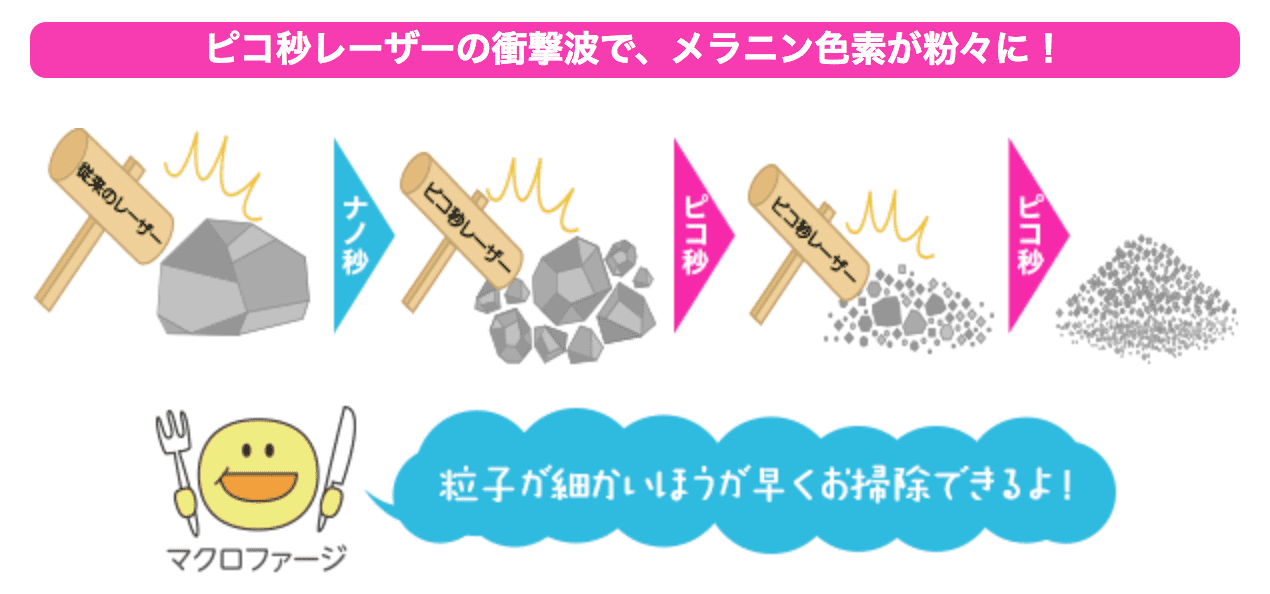 ピコ秒レーザーの衝撃波で、メラニン色素が粉々に！
従来のレーザー
ナノ秒
ピコ秒レーザー
ピコ秒
ピコ秒レーザー
ピコ秒
粒子が細かいほうが早くお掃除できるよ！
マクロファージ